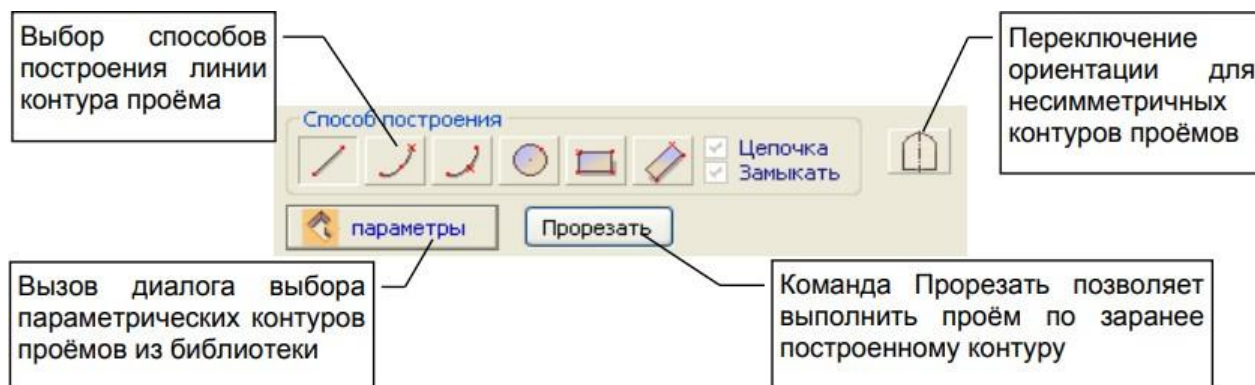 Выбор способов
построения линии
контура проёма
Переключение
ориентации для
несимметричных
контуров проёмов
Способ построения
Цепочка
Замыкать
параметры
Прорезать
Вызов диалога выбора
параметрических контуров
проёмов из библиотеки
Команда Прорезать позволяет
выполнить проём по заранее
построенному контуру